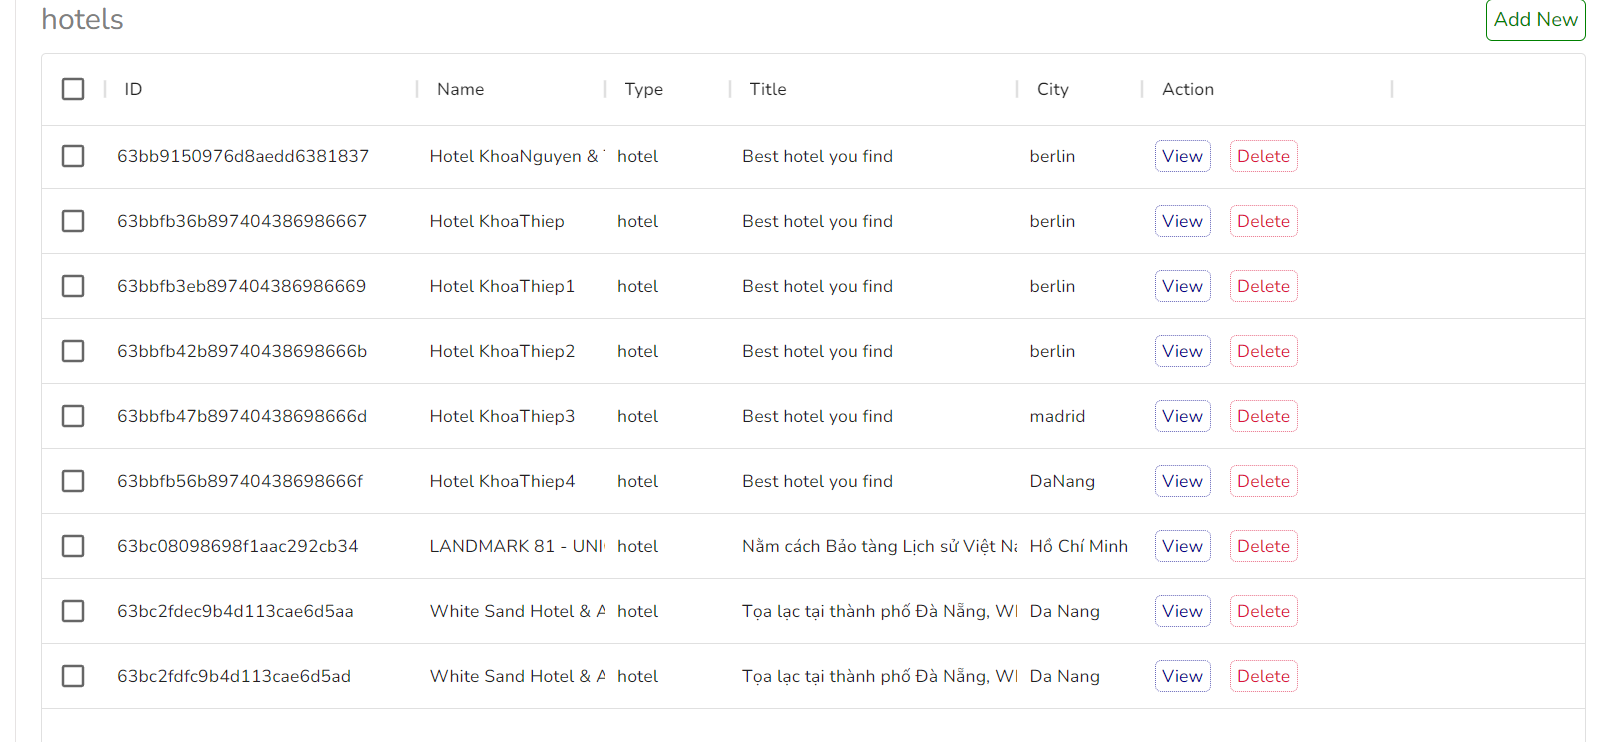 hotels Add New
ID Name Type Title City Action
63bb9150976d8aedd6381837 Hotel KhoaNguyen & hotel Best hotel you find berlin View Delete
63bbfb36b897404386986667 Hotel KhoaThiep hotel Best hotel you find berlin View Delete
63bbfb3eb897404386986669 Hotel KhoaThiep1 hotel Best hotel you find berlin View Delete
63bbfb42b89740438698666b Hotel KhoaThiep2 hotel Best hotel you find berlin View Delete
63bbfb47b89740438698666d Hotel KhoaThiep3 hotel Best hotel you find madrid View Delete
63bbfb56b89740438698666f Hotel KhoaThiep4 hotel Best hotel you find DaNang View Delete
63bc08098698f1aac292cb34 LANDMARK 81 - UNI hotel Nằm cách Bảo tàng Lịch sử Việt Na Hồ Chí Minh View Delete
63bc2fdec9b4d113cae6d5aa White Sand Hotel & A hotel Tọa lạc tại thành phố Đà Nẵng, WI Da Nang View Delete
63bc2fdfc9b4d113cae6d5ad White Sand Hotel & A hotel Tọa lạc tại thành phố Đà Nẵng, WI Da Nang View Delete